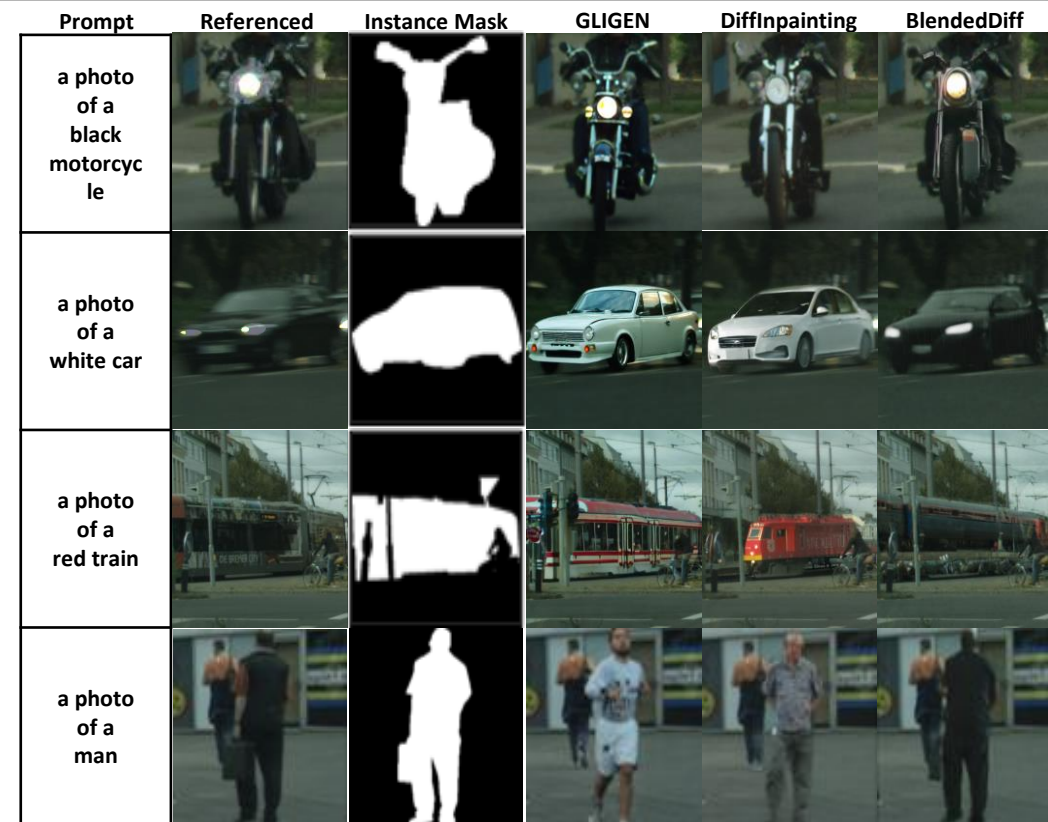 Prompt Referenced Instance Mask GLIGEN DiffInpainting BlendedDiff
a photo
of a
black
motorcyc
le
a photo
of a
white car
a photo
of a
red train
a photo
of a
man